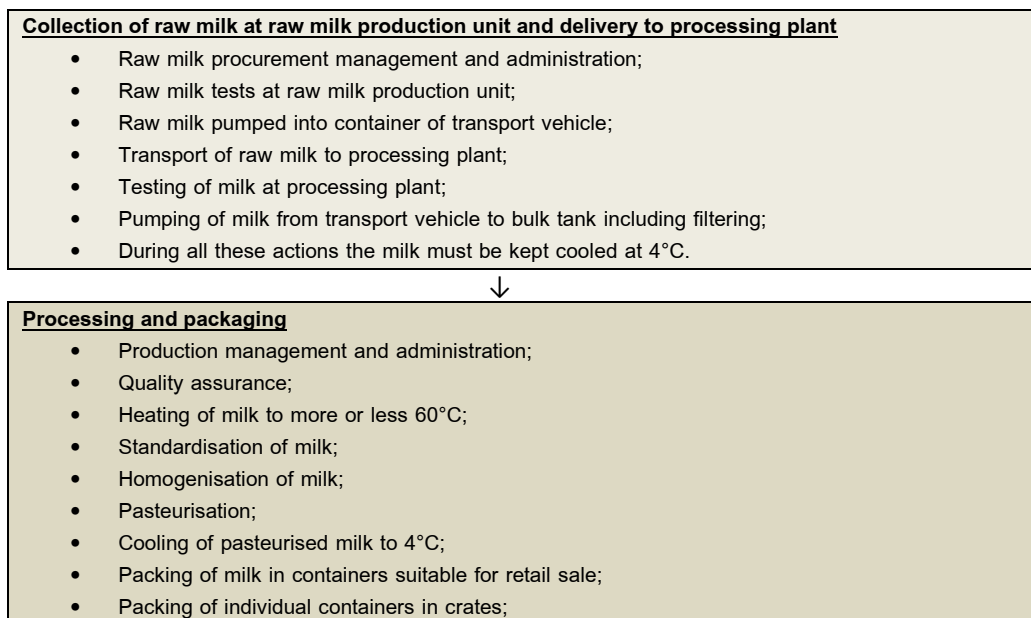 Collection of raw milk at raw milk production unit and delivery to processing plant
• Raw milk procurement management and administration;
• Raw milk tests at raw milk production unit;
• Raw milk pumped into container of transport vehicle;
• Transport of raw milk to processing plant;
• Testing of milk at processing plant;
• Pumping of milk from transport vehicle to bulk tank including filtering;
• During all these actions the milk must be kept cooled at 4°C.
↓
Processing and packaging
• Production management and administration;
• Quality assurance;
• Heating of milk to more or less 60°C;
• Standardisation of milk;
• Homogenisation of milk;
• Pasteurisation;
• Cooling of pasteurised milk to 4°C;
• Packing of milk in containers suitable for retail sale;
• Packing of individual containers in crates;